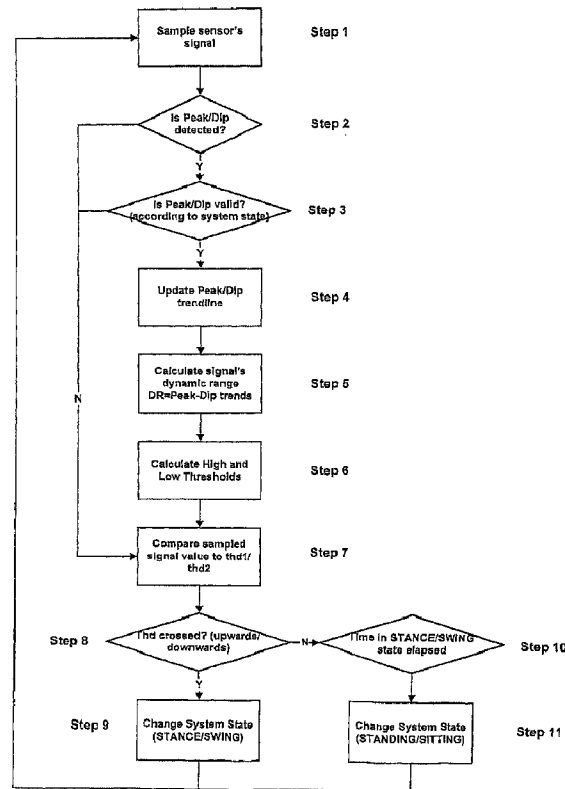 Sample sensor's
signal
Step 1
Is Peak/Dip
detected?
Step 2
Y
Is Peak/Dip valid?
(according to system state)
Step 3
Y
Update Peak/Dip
trendline
Step 4
Calculate signal's
dynamic range
DR=Peak-Dip trends
Step 5
N
Calculate High and
Low Thresholds
Step 6
Compare sampled
signal value to thd1/
thd2
Step 7
Step 8
Thd crossed? (upwards/
downwards)
N
Time in STANCE/SWING
state elapsed
Step 10
Y
Step 9
Change System State
(STANCE/SWING)
Change System State
(STANDING/SITTING)
Step 11